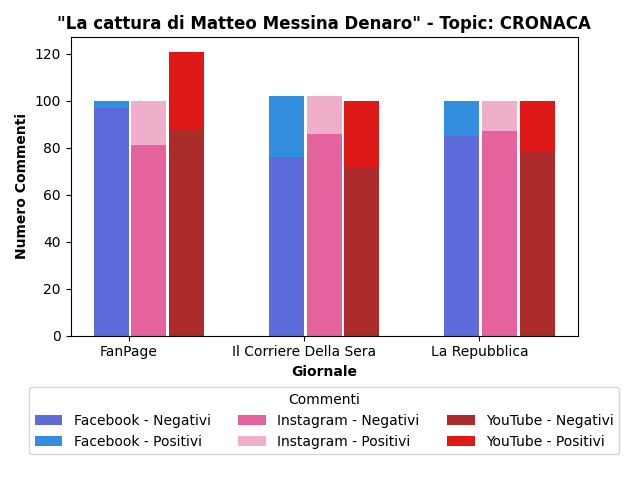 "La cattura di Matteo Messina Denaro" - Topic: CRONACA
Numero Commenti
120
100
80
60
40
20
0
FanPage Il Corriere Della Sera La Repubblica
Giornale
Commenti
Facebook - Negativi Instagram - Negativi YouTube - Negativi
Facebook - Positivi Instagram - Positivi YouTube - Positivi